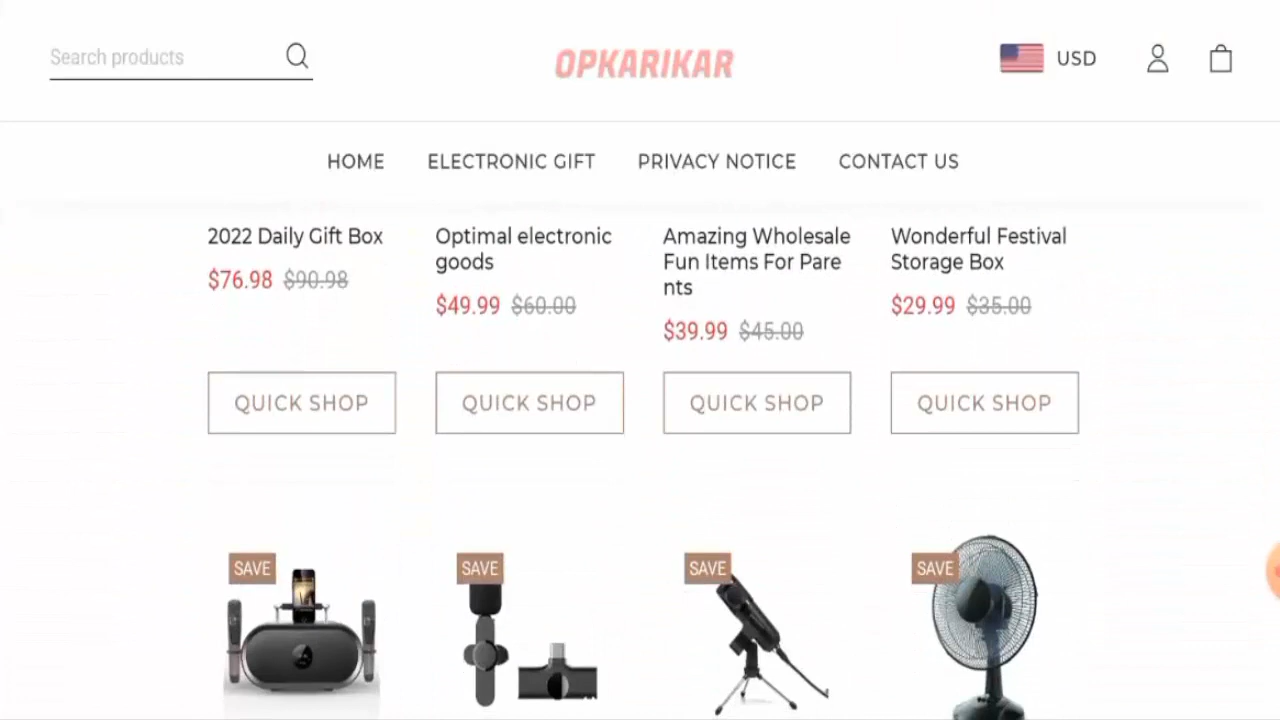 Search products
OPKARIKAR
USD
HOME ELECTRONIC GIFT PRIVACY NOTICE CONTACT US
2022 Daily Gift Box
$76.98 $90.98
Optimal electronic
goods
$49.99 $60.00
Amazing Wholesale
Fun Items For Pare
nts
$39.99 $45.00
Wonderful Festival
Storage Box
$29.99 $35.00
QUICK SHOP QUICK SHOP QUICK SHOP QUICK SHOP
SAVE SAVE SAVE SAVE